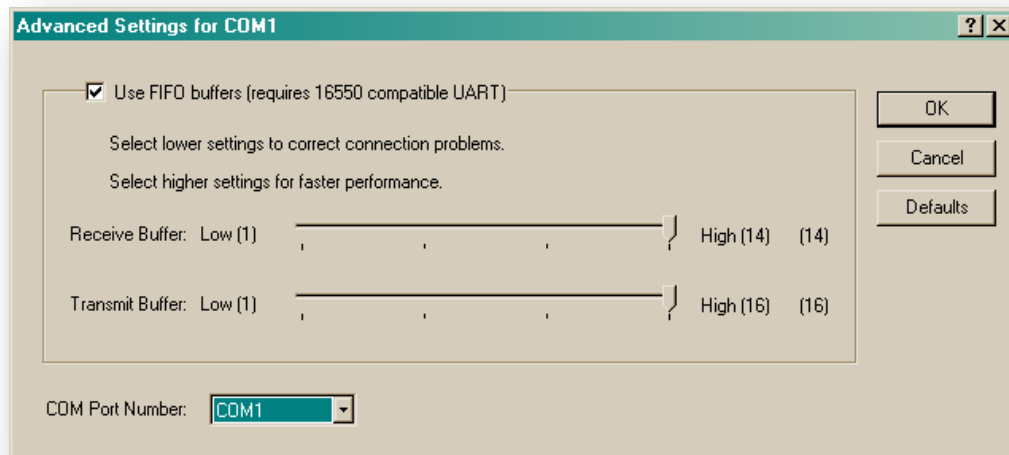 Advanced Settings for COM1
? ×
Use FIFO buffers (requires 16550 compatible UART)
OK
Select lower settings to correct connection problems.
Cancel
Select higher settings for faster performance.
Defaults
Receive Buffer: Low (1) High (14) (14)
Transmit Buffer: Low (1) High (16) (16)
COM Port Number: COM1